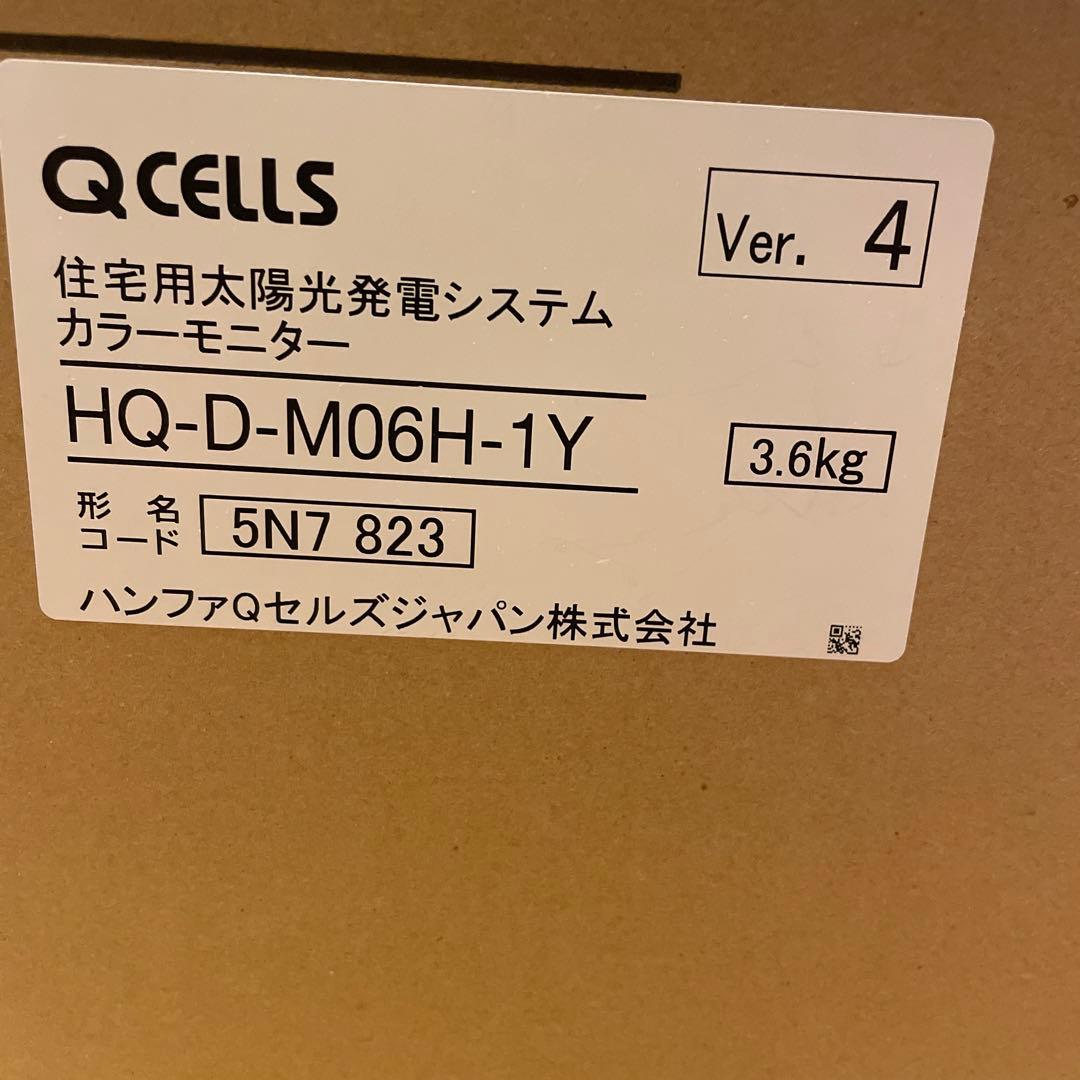 Q CELLS
Ver. 4
住宅用太陽光発電システム
カラーモニター
HQ-D-M06H-1Y
3.6kg
形名
コード
5N7 823
ハンファQセルズジャパン株式会社